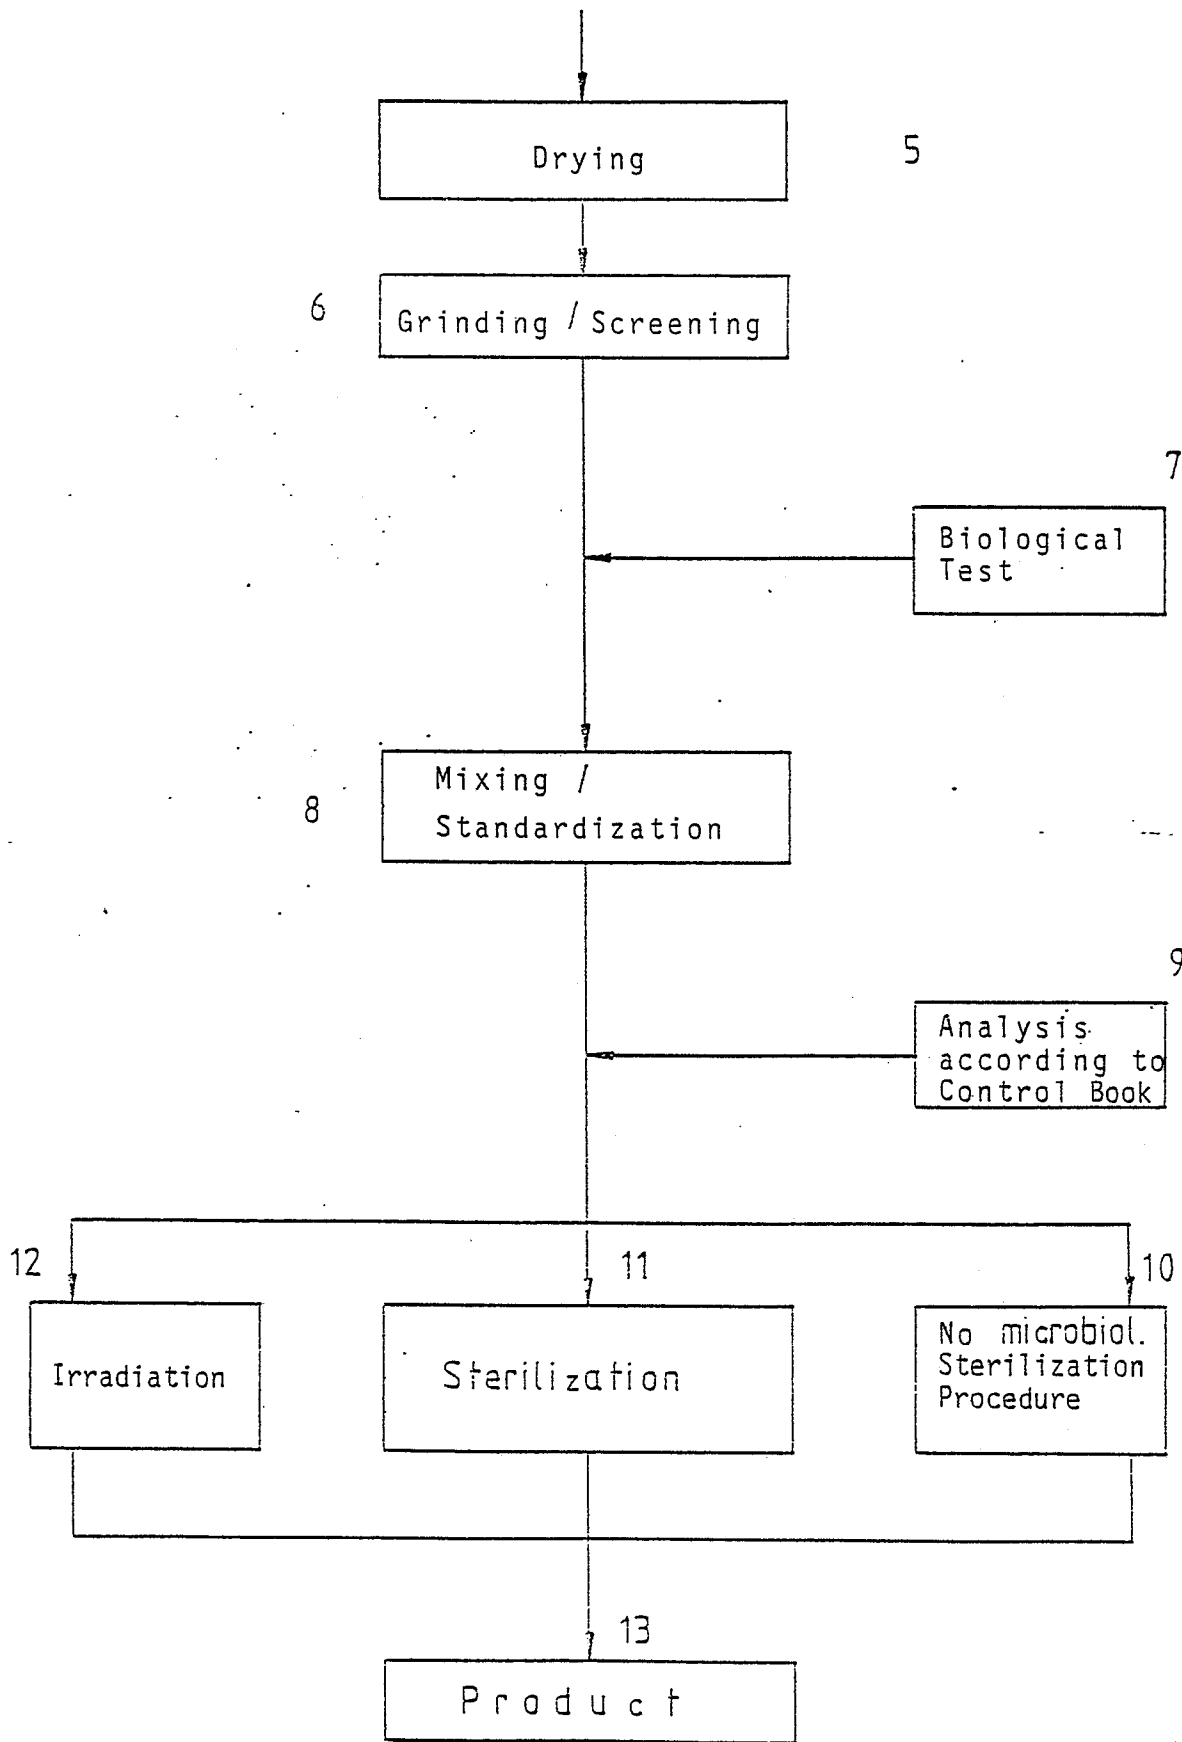 Drying
5
6
Grinding / Screening
7
Biological
Test
Mixing /
8
Standardization
9
Analysis
according to
Control Book
12
11
10
Irradiation
Sterilization
No microbiol.
Sterilization
Procedure
13
Product